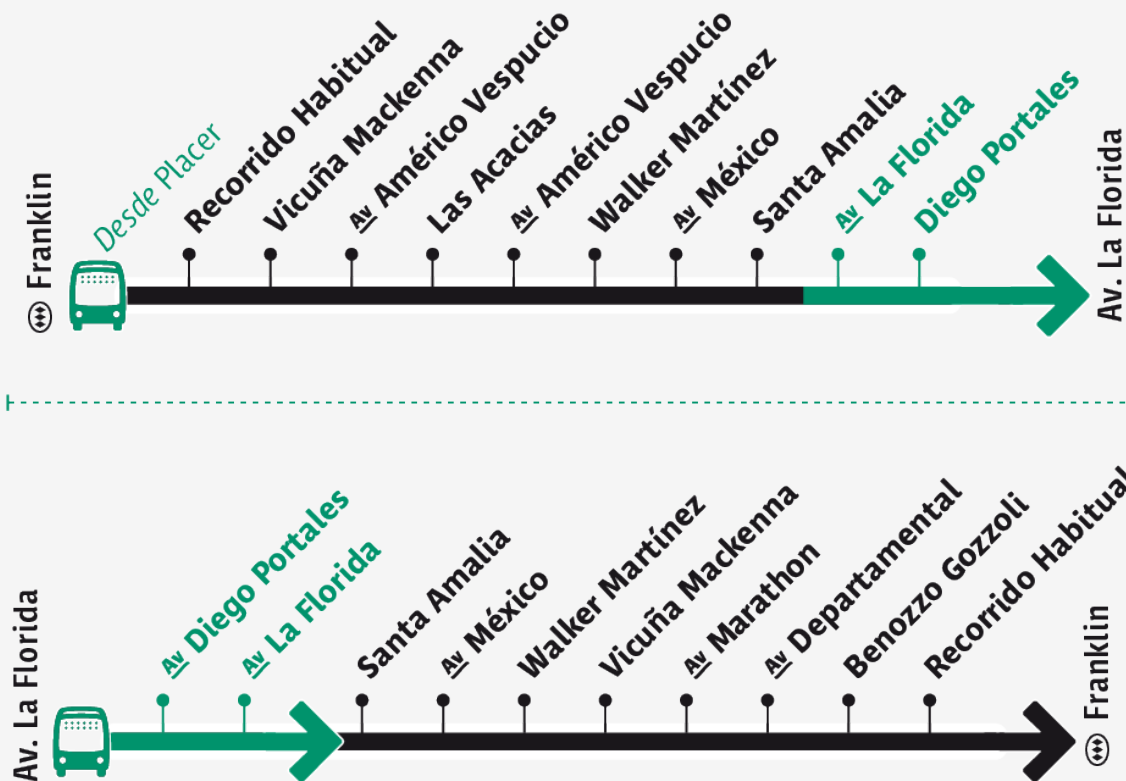 Franklin
Desde Placer
Recorrido Habitual
Vicuña Mackenna
Av Américo Vespucio
Las Acacias
Av Américo Vespucio
Walker Martínez
Av México
Santa Amalia
Av La Florida
Diego Portales
Av. La Florida
Av. La Florida
Av Diego Portales
Av La Florida
Santa Amalia
Av México
Walker Martínez
Vicuña Mackenna
Av Marathon
Av Departamental
Benozzo Gozzoli
Recorrido Habitual
Franklin